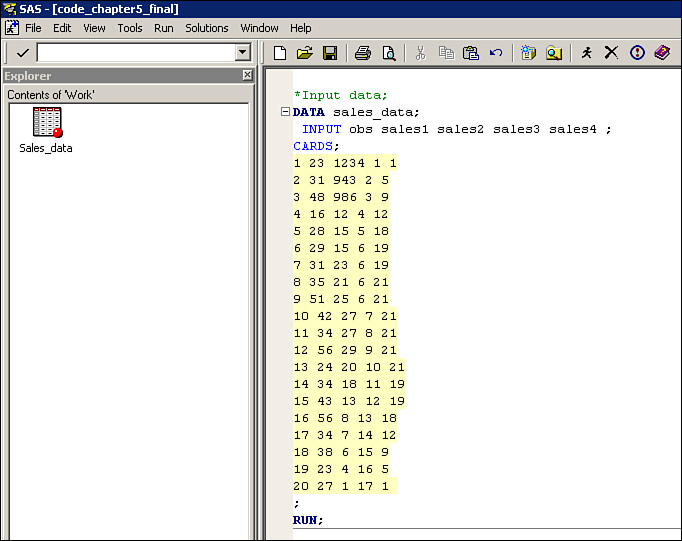 SAS - [code_chapter5_final]
File Edit View Tools Run Solutions Window Help
Explorer
Contents of 'Work'
Sales_data
*Input data;
DATA sales_data;
INPUT obs sales1 sales2 sales3 sales4 ;
CARDS;
1 23 1234 1 1
2 31 943 2 5
3 48 986 3 9
4 16 12 4 12
5 28 15 5 18
6 29 15 6 19
7 31 23 6 19
8 35 21 6 21
9 51 25 6 21
10 42 27 7 21
11 34 27 8 21
12 56 29 9 21
13 24 20 10 21
14 34 18 11 19
15 43 13 12 19
16 56 8 13 18
17 34 7 14 12
18 38 6 15 9
19 23 4 16 5
20 27 1 17 1
;
RUN;